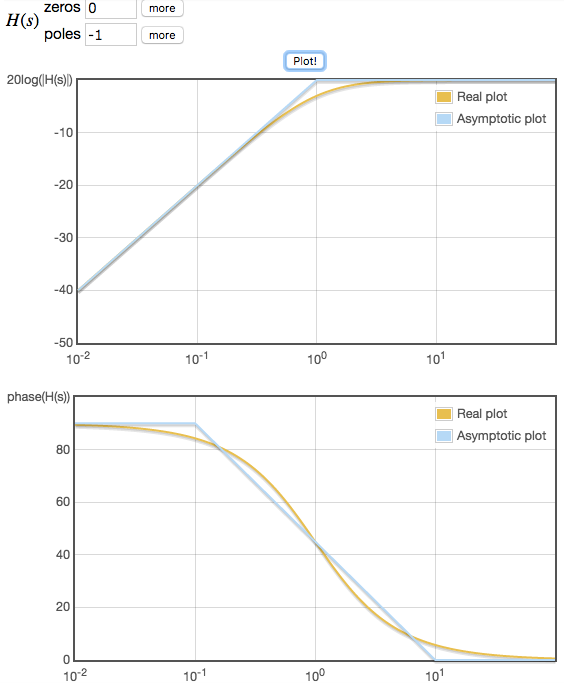 H(s)
zeros 0 more
poles -1 more
Plot!
20log(|H(s)|)
Real plot
Asymptotic plot
-10
-20
-30
-40
-50
10-2 10-1 100 101
phase(H(s))
Real plot
Asymptotic plot
80
60
40
20
0
10-2 10-1 100 101